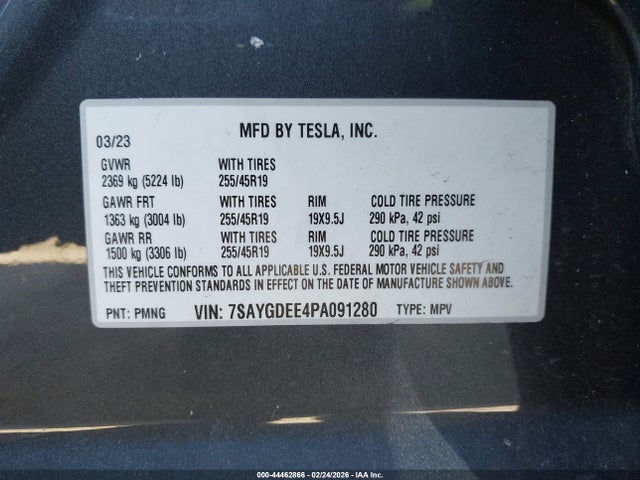 MFD BY TESLA, INC.
03/23
GVWR WITH TIRES
2369 kg (5224 lb) 255/45R19
GAWR FRT WITH TIRES RIM COLD TIRE PRESSURE
1363 kg (3004 lb) 255/45R19 19X9.5J 290 kPa, 42 psi
GAWR RR WITH TIRES RIM COLD TIRE PRESSURE
1500 kg (3306 lb) 255/45R19 19X9.5J 290 kPa, 42 psi
THIS VEHICLE CONFORMS TO ALL APPLICABLE U.S. FEDERAL MOTOR VEHICLE SAFETY AND
THEFT PREVENTION STANDARDS IN EFFECT ON THE DATE OF MANUFACTURE SHOWN ABOVE.
PNT: PMNG VIN: 7SAYGDEE4PA091280 TYPE: MPV
000-44462866 - 02/24/2026 - IAA Inc.